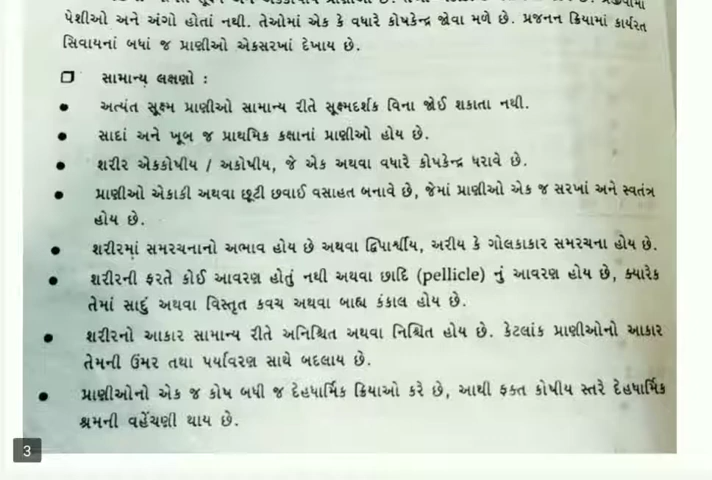 પેશીઓ અને અંગો હોતાં નથી. તેઓમાં એક કે વધારે કોષકેન્દ્ર જોવા મળે છે. પ્રજનન ક્રિયામાં કાર્યરત
સિવાયનાં બધાં જ પ્રાણીઓ એકસરખાં દેખાય છે.
❑ સામાન્ય લક્ષણો :
● અત્યંત સૂક્ષ્મ પ્રાણીઓ સામાન્ય રીતે સૂક્ષ્મદર્શક વિના જોઈ શકાતા નથી.
● સાદાં અને ખૂબ જ પ્રાથમિક કક્ષાનાં પ્રાણીઓ હોય છે.
● શરીર એકકોષીય / અકોષીય, જે એક અથવા વધારે કોષકેન્દ્ર ધરાવે છે.
● પ્રાણીઓ એકાકી અથવા છૂટી છવાઈ વસાહત બનાવે છે, જેમાં પ્રાણીઓ એક જ સરખાં અને સ્વતંત્ર
હોય છે.
● શરીરમાં સમરચનાનો અભાવ હોય છે અથવા દ્વિપાર્શ્વીય, અરીય કે ગોલકાકાર સમરચના હોય છે.
● શરીરની ફરતે કોઈ આવરણ હોતું નથી અથવા છાદિ (pellicle) નું આવરણ હોય છે, ક્યારેક
તેમાં સાદું અથવા વિસ્તૃત કવચ અથવા બાહ્ય કંકાલ હોય છે.
● શરીરનો આકાર સામાન્ય રીતે અનિશ્ચિત અથવા નિશ્ચિત હોય છે. કેટલાંક પ્રાણીઓનો આકાર
તેમની ઉંમર તથા પર્યાવરણ સાથે બદલાય છે.
● પ્રાણીઓનો એક જ કોષ બધી જ દેહધાર્મિક ક્રિયાઓ કરે છે, આથી ફક્ત કોષીય સ્તરે દેહધાર્મિક
શ્રમની વહેંચણી થાય છે.
3